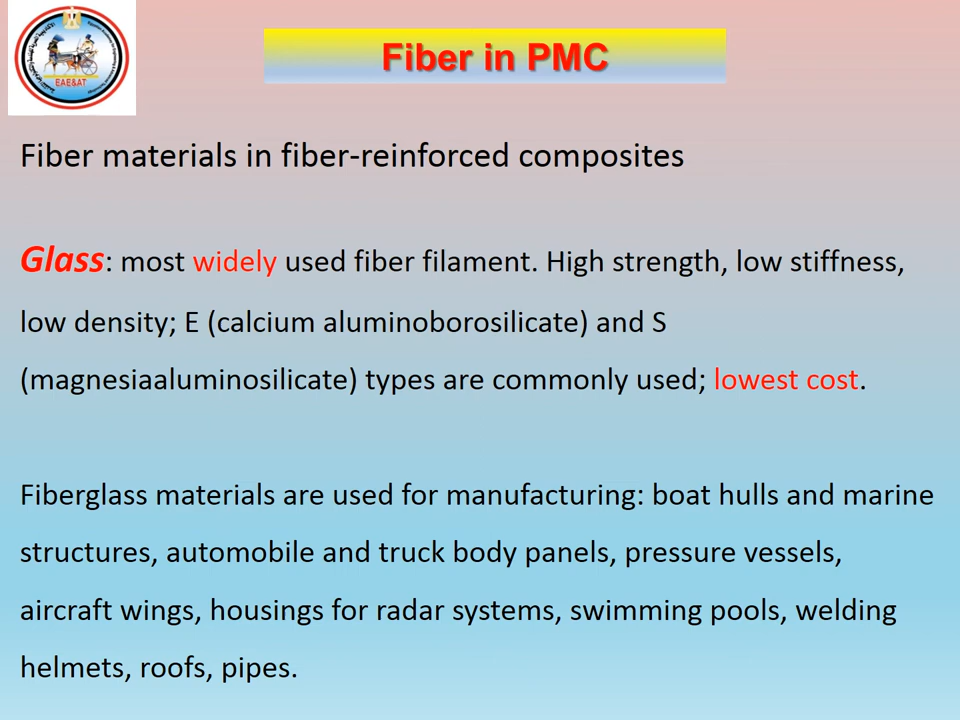 EAE&AT
Fiber in PMC
Fiber materials in fiber-reinforced composites
Glass: most widely used fiber filament. High strength, low stiffness,
low density; E (calcium aluminoborosilicate) and S
(magnesiaaluminosilicate) types are commonly used; lowest cost.
Fiberglass materials are used for manufacturing: boat hulls and marine
structures, automobile and truck body panels, pressure vessels,
aircraft wings, housings for radar systems, swimming pools, welding
helmets, roofs, pipes.